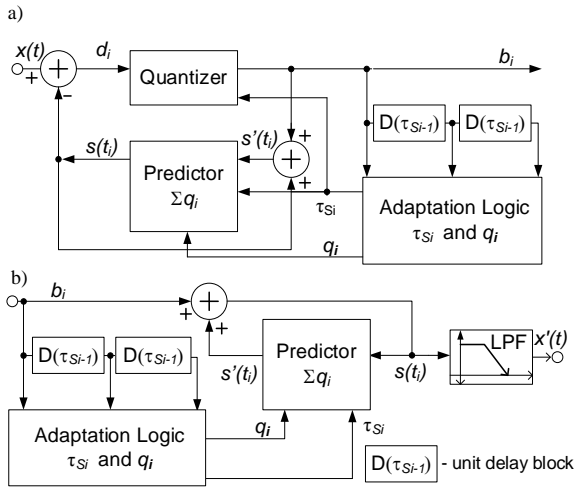 a)
x(t)
+
+
−
d_i
Quantizer
b_i
s(t_i)
s'(t_i)
+
+
+
Predictor
Σq_i
τ_Si
q_i
D(τ_Si-1)
D(τ_Si-1)
Adaptation Logic
τ_Si and q_i
b)
b_i
+
+
+
D(τ_Si-1)
D(τ_Si-1)
s'(t_i)
Predictor
Σq_i
s(t_i)
LPF
x'(t)
Adaptation Logic
τ_Si and q_i
q_i
τ_Si
D(τ_Si-1) - unit delay block